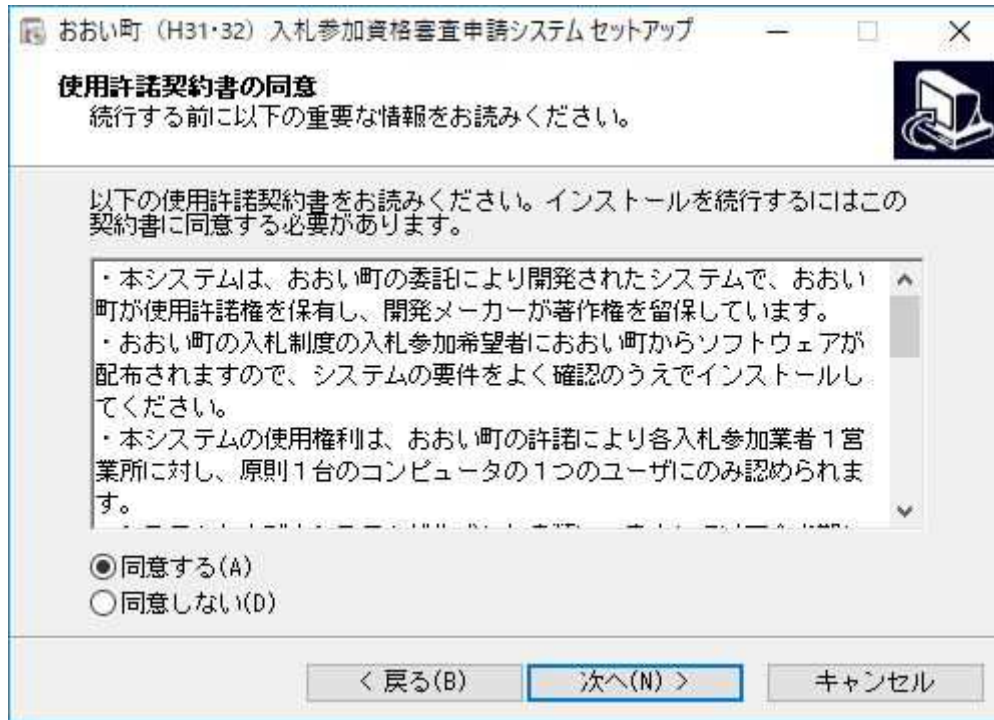 おおい町（H31・32）入札参加資格審査申請システム セットアップ
使用許諾契約書の同意
続行する前に以下の重要な情報をお読みください。
以下の使用許諾契約書をお読みください。インストールを続行するにはこの
契約書に同意する必要があります。
・本システムは、おおい町の委託により開発されたシステムで、おおい
町が使用許諾権を保有し、開発メーカーが著作権を留保しています。
・おおい町の入札制度の入札参加希望者におおい町からソフトウェアが
配布されますので、システムの要件をよく確認のうえでインストールし
てください。
・本システムの使用権利は、おおい町の許諾により各入札参加業者１営
業所に対し、原則１台のコンピュータの１つのユーザにのみ認められま
す。
同意する(A)
同意しない(D)
< 戻る(B)
次へ(N) >
キャンセル